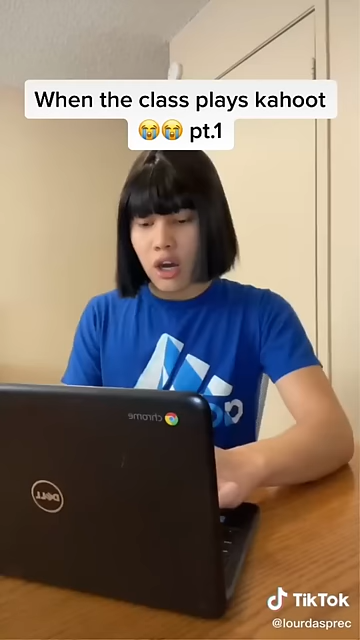 When the class plays kahoot
😭😭 pt.1
chrome
DELL
TikTok
@lourdasprec